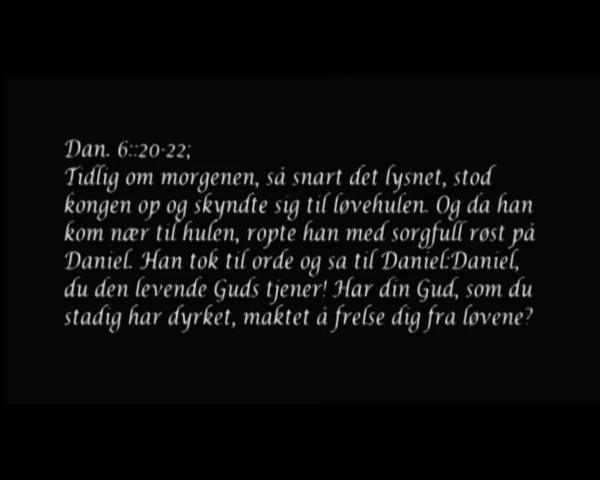 Dan. 6::20-22;
Tidlig om morgenen, så snart det lysnet, stod
kongen op og skyndte sig til løvehulen. Og da han
kom nær til hulen, ropte han med sorgfull røst på
Daniel. Han tok til orde og sa til Daniel:Daniel,
du den levende Guds tjener! Har din Gud, som du
stadig har dyrket, maktet å frelse dig fra løvene?